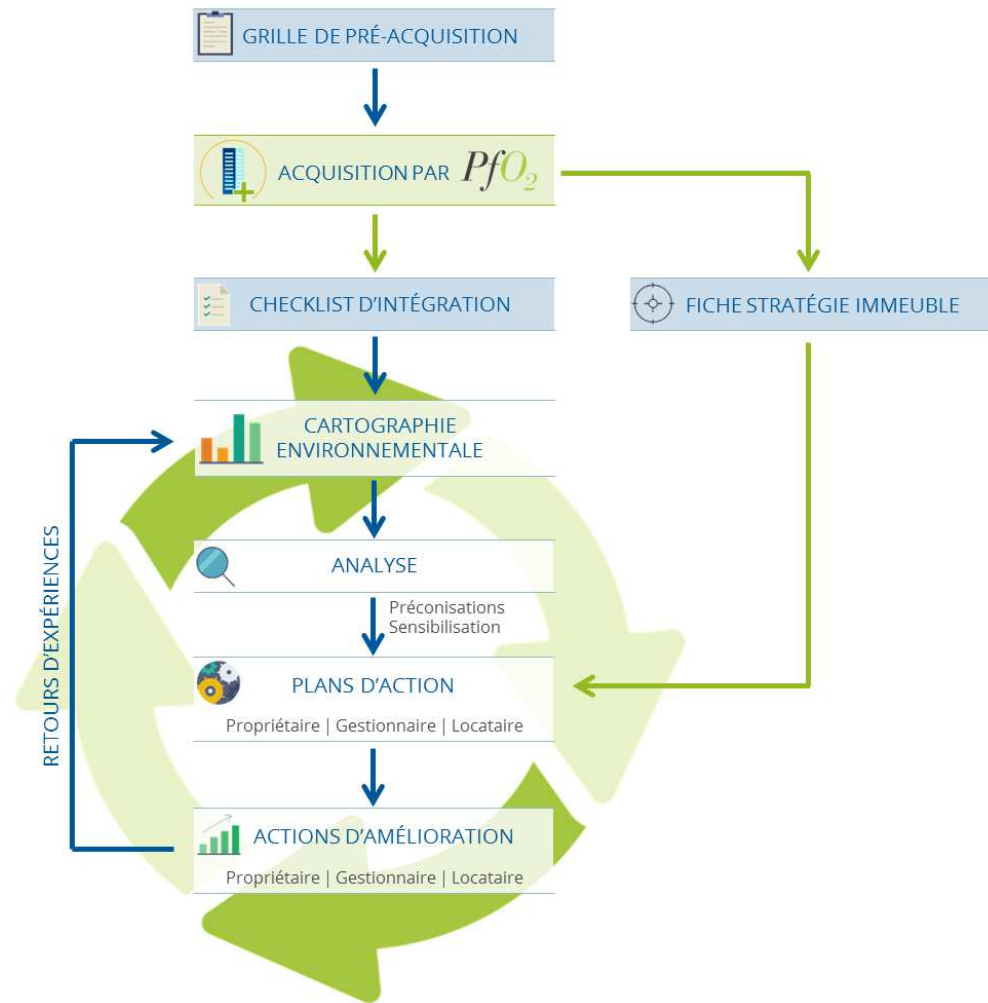 GRILLE DE PRÉ-ACQUISITION
ACQUISITION PAR PfO2
CHECKLIST D'INTÉGRATION
FICHE STRATÉGIE IMMEUBLE
CARTOGRAPHIE
ENVIRONNEMENTALE
RETOURS D'EXPÉRIENCES
ANALYSE
Préconisations
Sensibilisation
PLANS D'ACTION
Propriétaire | Gestionnaire | Locataire
ACTIONS D'AMÉLIORATION
Propriétaire | Gestionnaire | Locataire